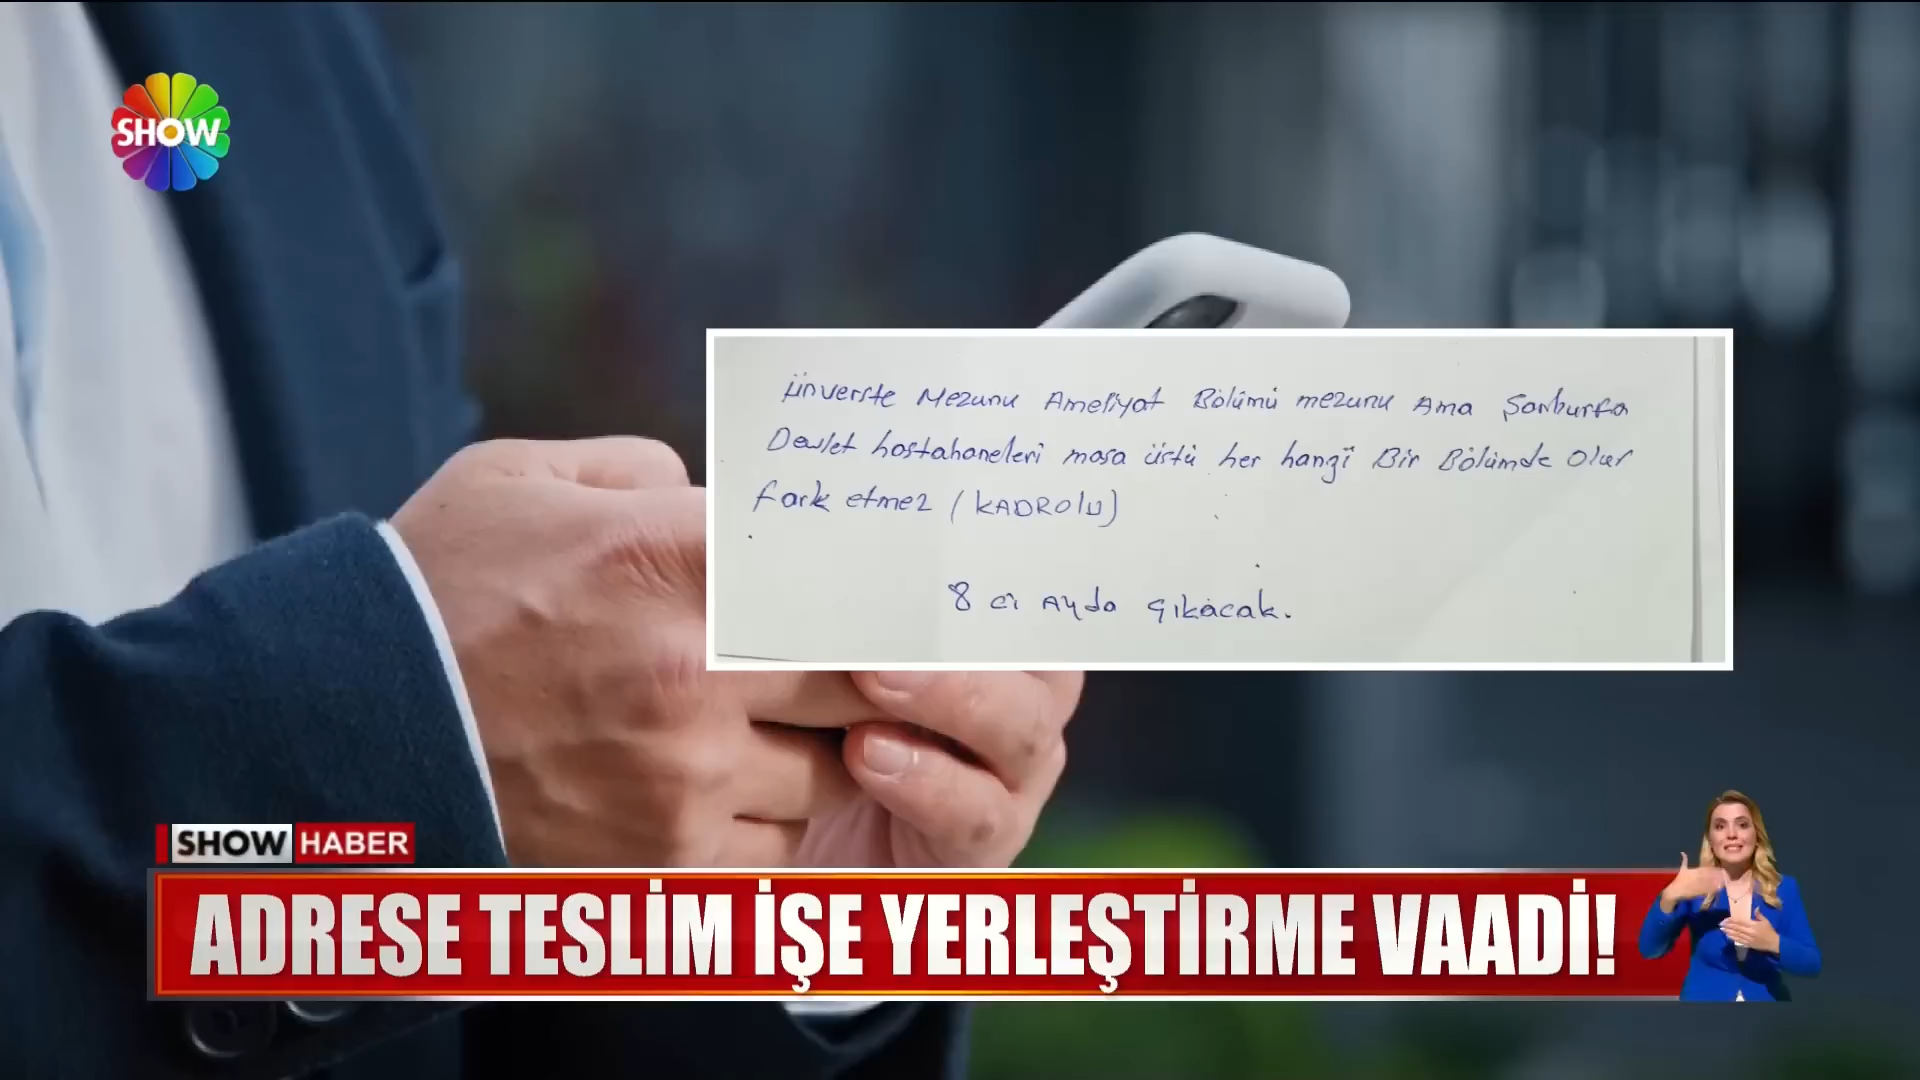 SHOW
ünverste Mezunu Ameliyat Bölümü mezunu Ama Şanlıurfa
Devlet hastahaneleri masa üstü her hangi Bir Bölümde olur
fark etmez (KADROlU)
8 ci Ayda çıkacak.
SHOW HABER
ADRESE TESLİM İŞE YERLEŞTİRME VAADİ!